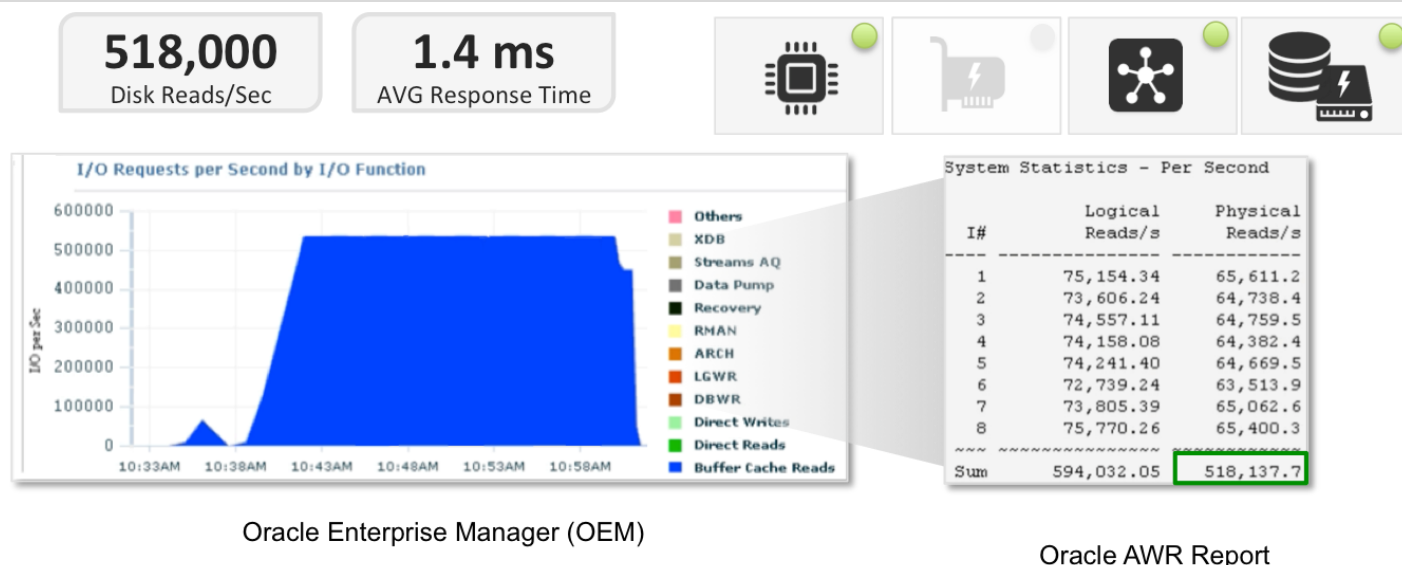 518,000
Disk Reads/Sec
1.4 ms
AVG Response Time
I/O Requests per Second by I/O Function
600000
500000
400000
300000
200000
100000
0
I/O per Sec
10:33AM 10:38AM 10:43AM 10:48AM 10:53AM 10:58AM
Others
XDB
Streams AQ
Data Pump
Recovery
RMAN
ARCH
LGWR
DBWR
Direct Writes
Direct Reads
Buffer Cache Reads
System Statistics - Per Second
Logical Physical
I# Reads/s Reads/s
---- --------------- ------------
1 75,154.34 65,611.2
2 73,606.24 64,738.4
3 74,557.11 64,759.5
4 74,158.08 64,382.4
5 74,241.40 64,669.5
6 72,739.24 63,513.9
7 73,805.39 65,062.6
8 75,770.26 65,400.3
~~~ ~~~~~~~~~~~~~~~ ~~~~~~~~~~~~
Sum 594,032.05 518,137.7
Oracle Enterprise Manager (OEM)
Oracle AWR Report